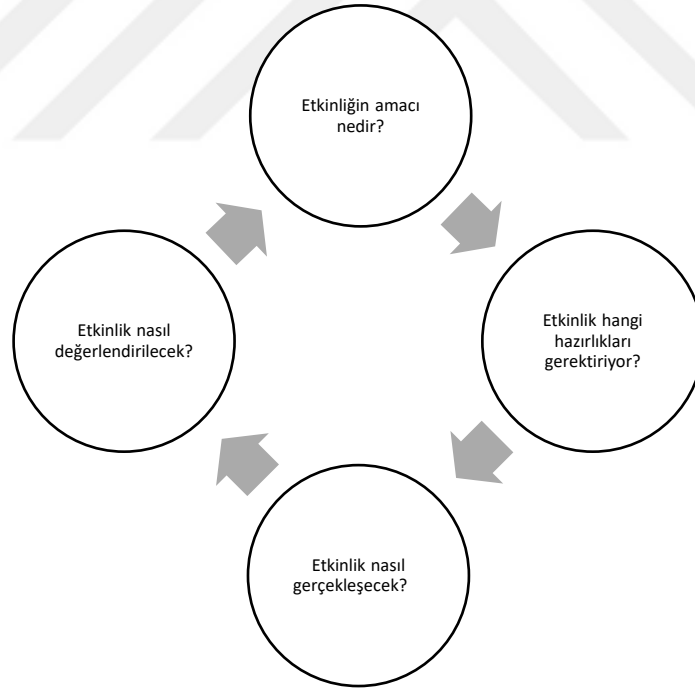 Etkinliğin amacı
nedir?
Etkinlik hangi
hazırlıkları
gerektiriyor?
Etkinlik nasıl
gerçekleşecek?
Etkinlik nasıl
değerlendirilecek?